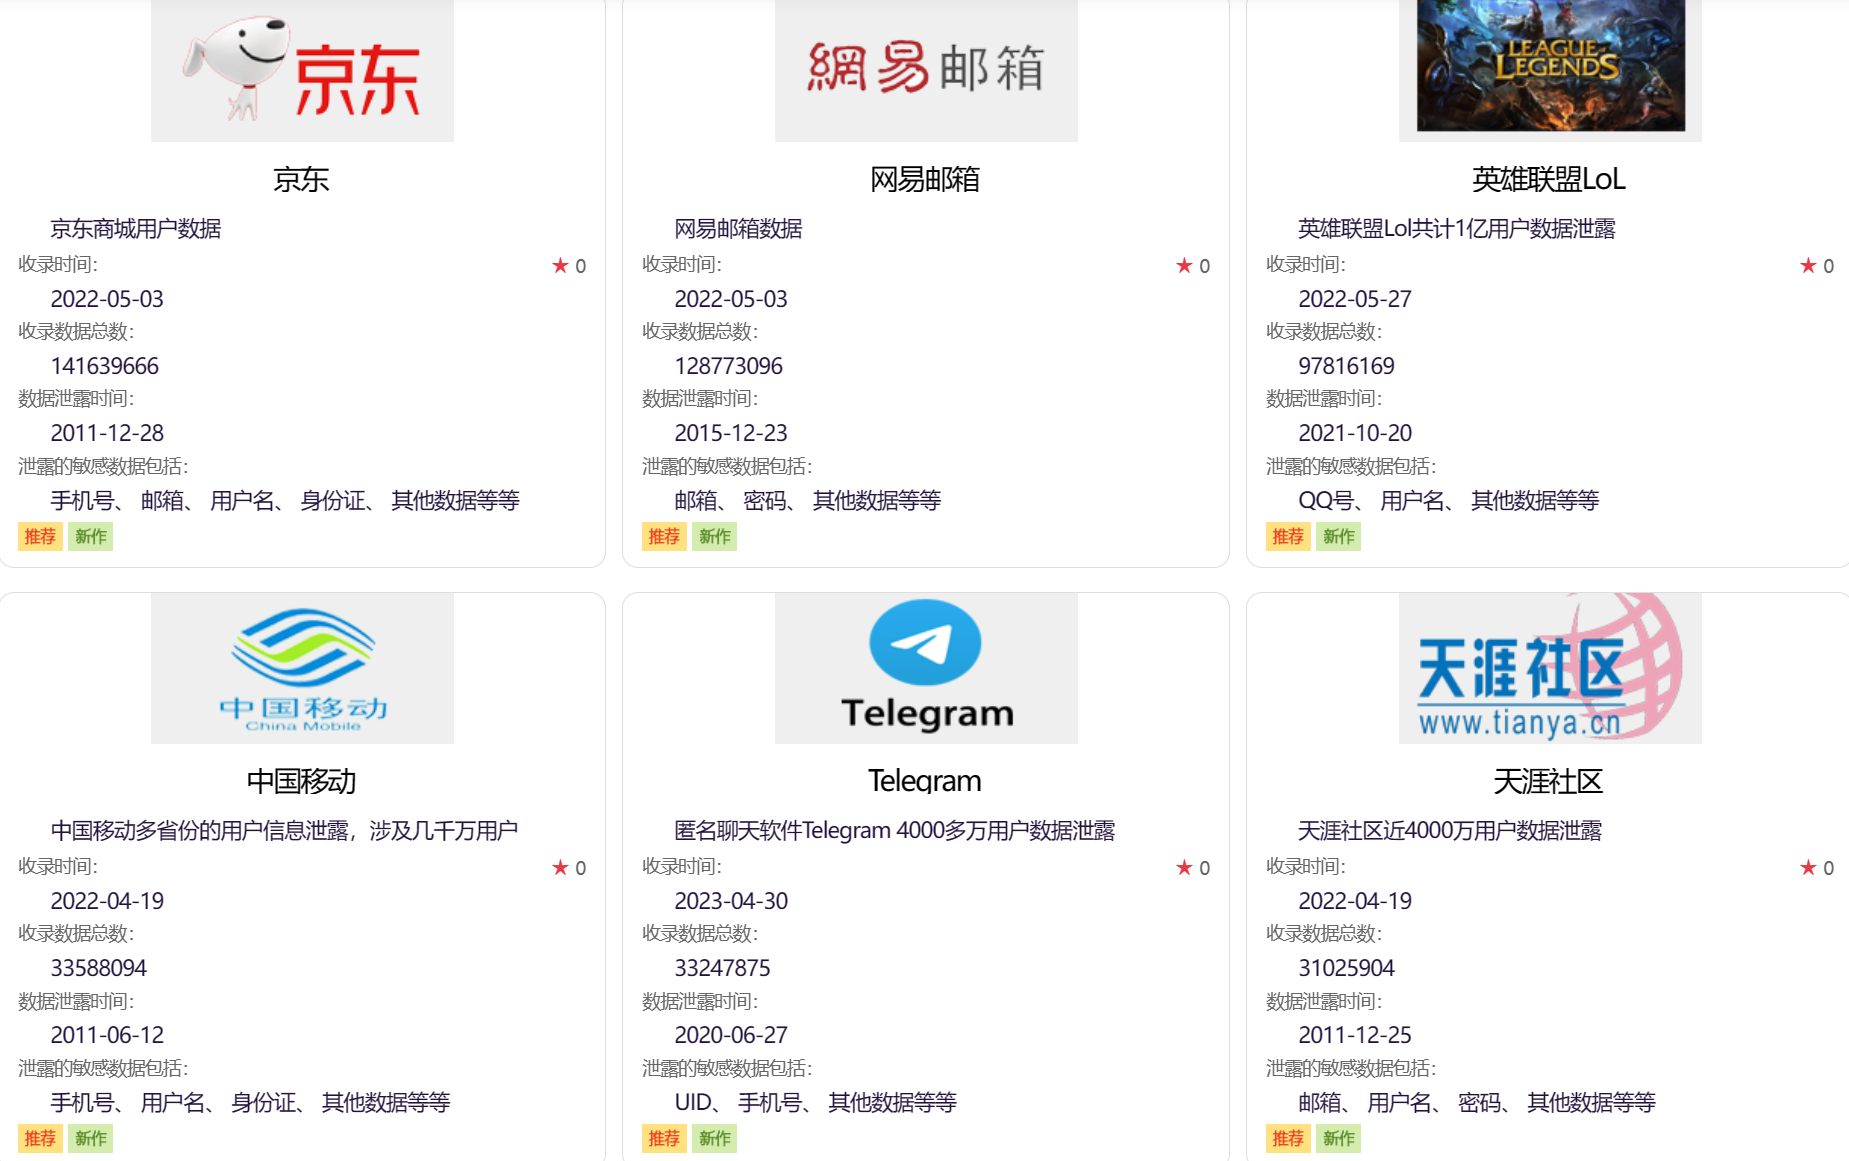 京东
網易邮箱
LEAGUE OF LEGENDS
京东
网易邮箱
英雄联盟LoL
京东商城用户数据
收录时间：
★ 0
2022-05-03
收录数据总数：
141639666
数据泄露时间：
2011-12-28
泄露的敏感数据包括：
手机号、 邮箱、 用户名、 身份证、 其他数据等等
推荐 新作
网易邮箱数据
收录时间：
★ 0
2022-05-03
收录数据总数：
128773096
数据泄露时间：
2015-12-23
泄露的敏感数据包括：
邮箱、 密码、 其他数据等等
推荐 新作
英雄联盟Lol共计1亿用户数据泄露
收录时间：
★ 0
2022-05-27
收录数据总数：
97816169
数据泄露时间：
2021-10-20
泄露的敏感数据包括：
QQ号、 用户名、 其他数据等等
推荐 新作
中国移动
China Mobile
中国移动
中国移动多省份的用户信息泄露，涉及几千万用户
收录时间：
★ 0
2022-04-19
收录数据总数：
33588094
数据泄露时间：
2011-06-12
泄露的敏感数据包括：
手机号、 用户名、 身份证、 其他数据等等
推荐 新作
Telegram
Telegram
匿名聊天软件Telegram 4000多万用户数据泄露
收录时间：
★ 0
2023-04-30
收录数据总数：
33247875
数据泄露时间：
2020-06-27
泄露的敏感数据包括：
UID、 手机号、 其他数据等等
推荐 新作
天涯社区
www.tianya.cn
天涯社区
天涯社区近4000万用户数据泄露
收录时间：
★ 0
2022-04-19
收录数据总数：
31025904
数据泄露时间：
2011-12-25
泄露的敏感数据包括：
邮箱、 用户名、 密码、 其他数据等等
推荐 新作